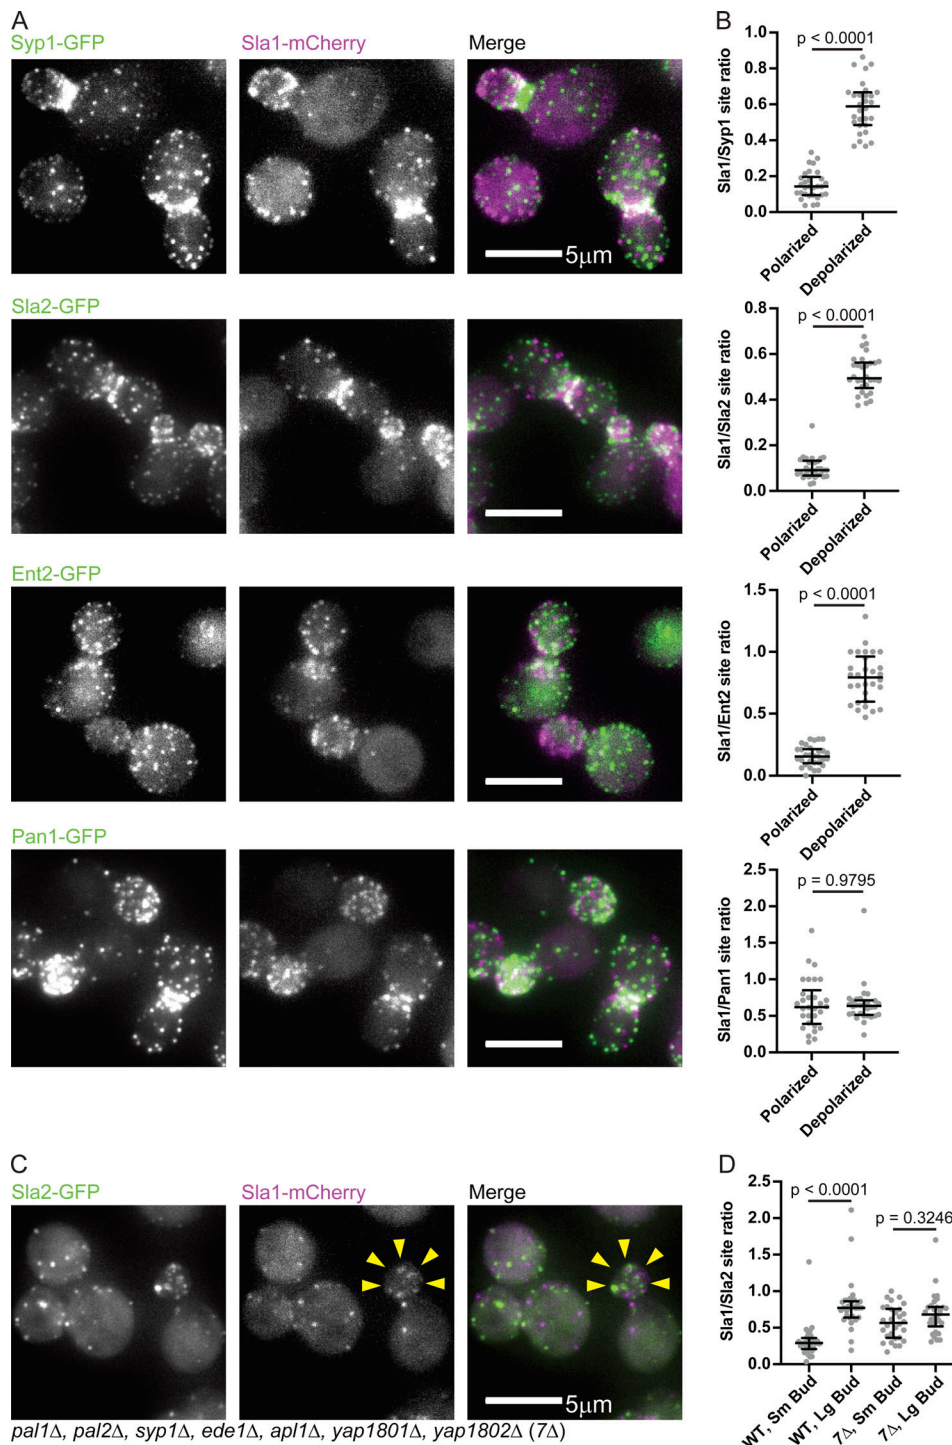 A
Syp1-GFP Sla1-mCherry Merge
5μm
Sla2-GFP
Ent2-GFP
Pan1-GFP
B
p < 0.0001
Sla1/Syp1 site ratio
1.0
0.8
0.6
0.4
0.2
0.0
Polarized
Depolarized
p < 0.0001
Sla1/Sla2 site ratio
0.8
0.6
0.4
0.2
0.0
Polarized
Depolarized
p < 0.0001
Sla1/Ent2 site ratio
1.5
1.0
0.5
0.0
Polarized
Depolarized
p = 0.9795
Sla1/Pan1 site ratio
2.5
2.0
1.5
1.0
0.5
0.0
Polarized
Depolarized
C
Sla2-GFP Sla1-mCherry Merge
5μm
pal1Δ, pal2Δ, syp1Δ, ede1Δ, apl1Δ, yap1801Δ, yap1802Δ (7Δ)
D
p < 0.0001
p = 0.3246
Sla1/Sla2 site ratio
2.5
2.0
1.5
1.0
0.5
0.0
WT, Sm Bud
WT, Lg Bud
7Δ, Sm Bud
7Δ, Lg Bud